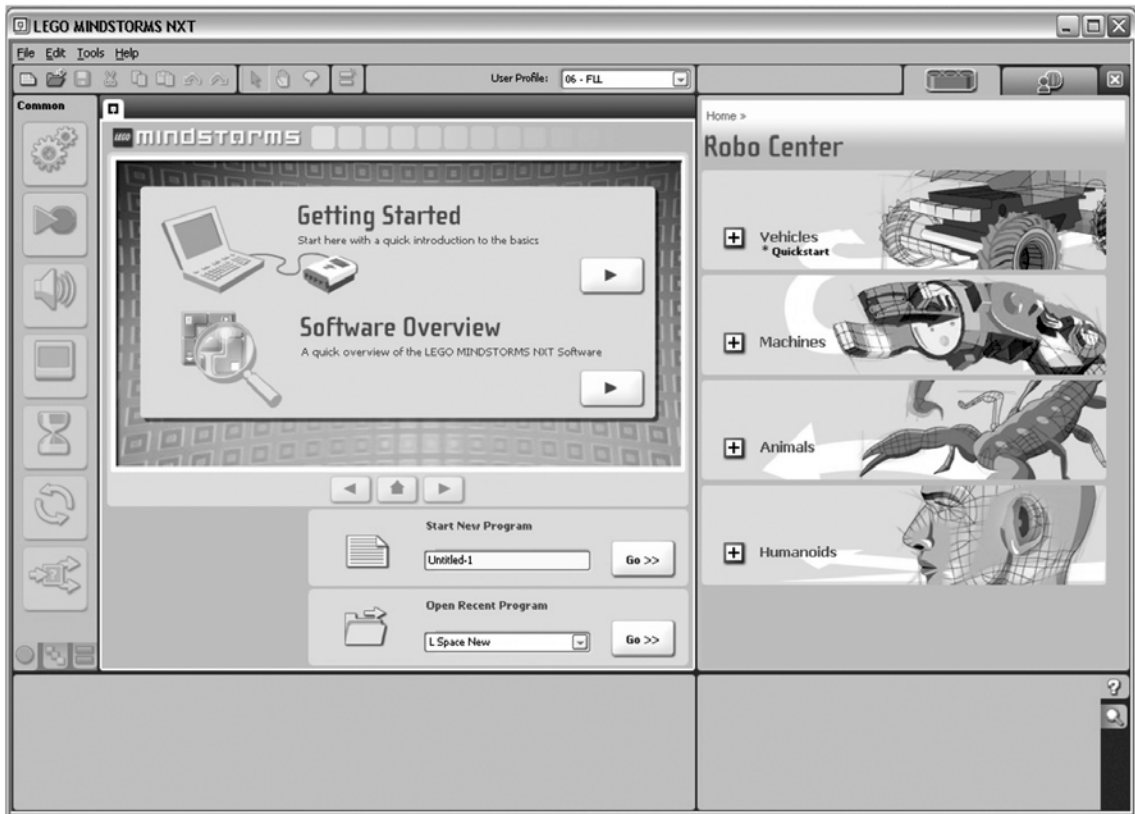 LEGO MINDSTORMS NXT
File Edit Tools Help
User Profile: 06 - FLL
Common
LEGO mindstorms
Getting Started
Start here with a quick introduction to the basics
Software Overview
A quick overview of the LEGO MINDSTORMS NXT Software
Start New Program
Untitled-1
Go >>
Open Recent Program
L Space New
Go >>
Home »
Robo Center
Vehicles
* Quickstart
Machines
Animals
Humanoids
?